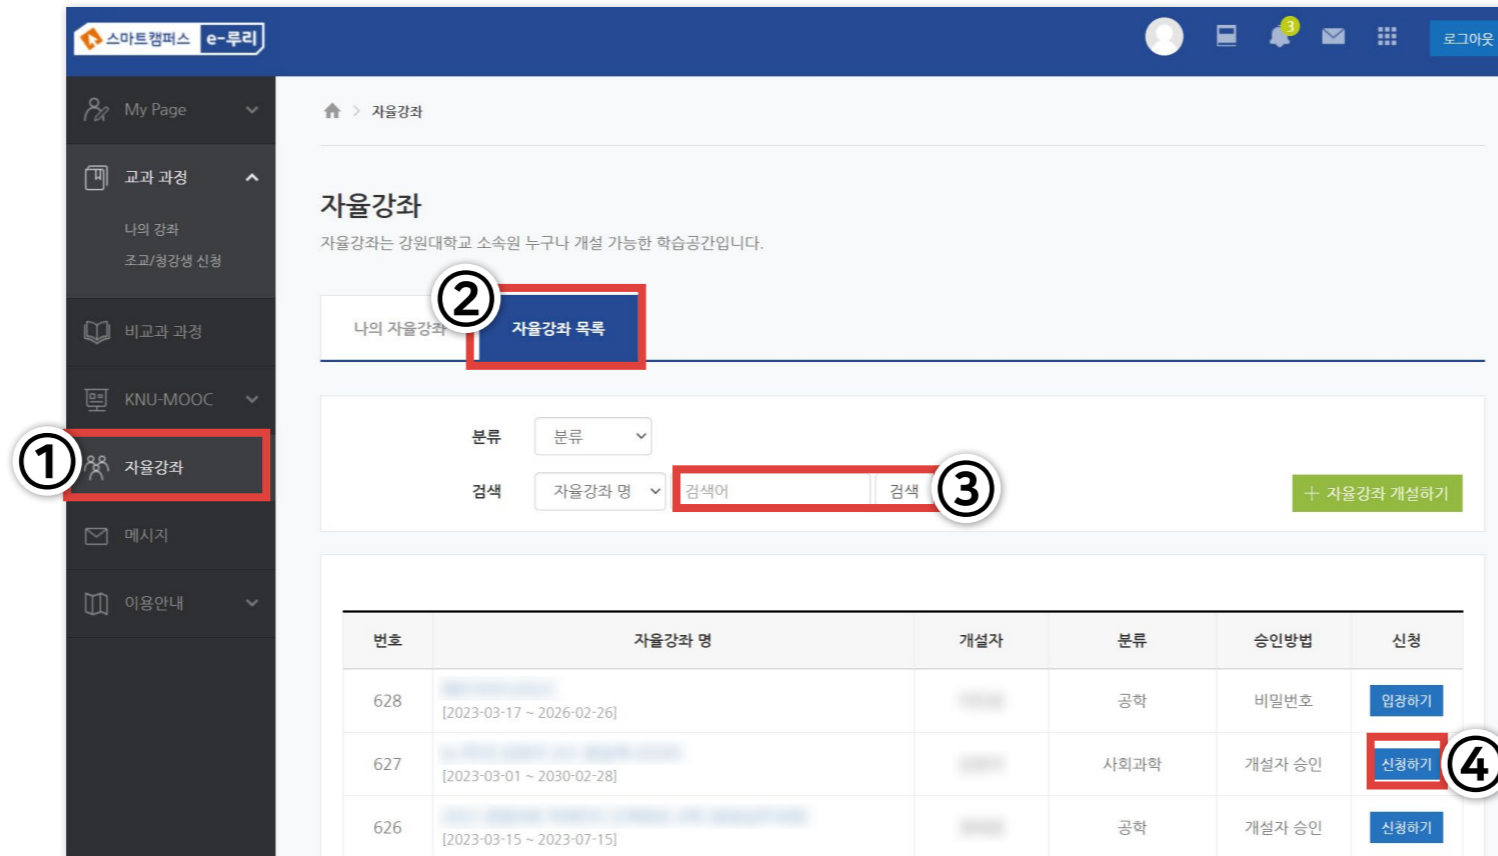 스마트캠퍼스 e-루리
3
로그아웃
My Page
교과 과정
나의 강좌
조교/청강생 신청
비교과 과정
KNU-MOOC
① 자율강좌
메시지
이용안내
> 자율강좌
자율강좌
자율강좌는 강원대학교 소속원 누구나 개설 가능한 학습공간입니다.
나의 자율강좌 ② 자율강좌 목록
분류 분류
검색 자율강좌 명 검색어 검색 ③
+ 자율강좌 개설하기
번호 자율강좌 명 개설자 분류 승인방법 신청
628 [2023-03-17 ~ 2026-02-26] 공학 비밀번호 입장하기
627 [2023-03-01 ~ 2030-02-28] 사회과학 개설자 승인 신청하기 ④
626 [2023-03-15 ~ 2023-07-15] 공학 개설자 승인 신청하기